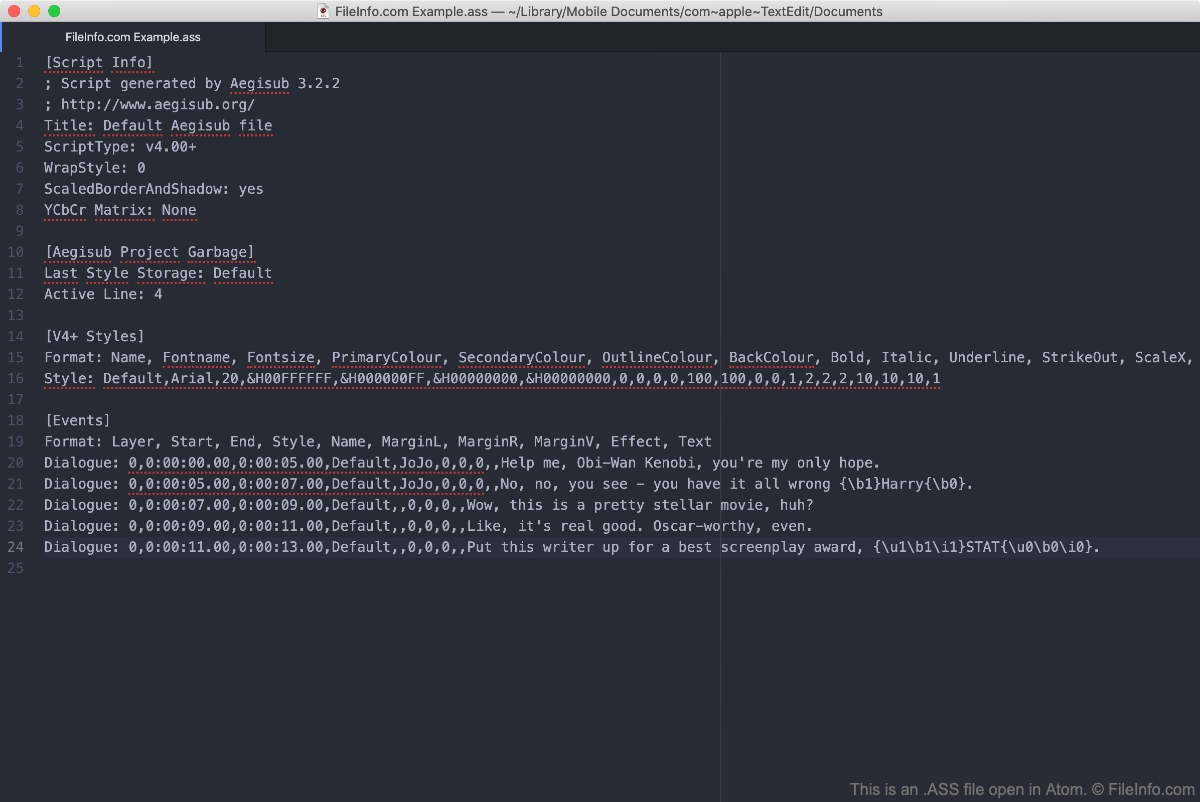 FileInfo.com Example.ass — ~/Library/Mobile Documents/com~apple~TextEdit/Documents
FileInfo.com Example.ass
1 [Script Info]
2 ; Script generated by Aegisub 3.2.2
3 ; http://www.aegisub.org/
4 Title: Default Aegisub file
5 ScriptType: v4.00+
6 WrapStyle: 0
7 ScaledBorderAndShadow: yes
8 YCbCr Matrix: None
9
10 [Aegisub Project Garbage]
11 Last Style Storage: Default
12 Active Line: 4
13
14 [V4+ Styles]
15 Format: Name, Fontname, Fontsize, PrimaryColour, SecondaryColour, OutlineColour, BackColour, Bold, Italic, Underline, StrikeOut, ScaleX,
16 Style: Default,Arial,20,&H00FFFFFF,&H000000FF,&H00000000,&H00000000,0,0,0,0,100,100,0,0,1,2,2,2,10,10,10,1
17
18 [Events]
19 Format: Layer, Start, End, Style, Name, MarginL, MarginR, MarginV, Effect, Text
20 Dialogue: 0,0:00:00.00,0:00:05.00,Default,JoJo,0,0,0,,Help me, Obi-Wan Kenobi, you're my only hope.
21 Dialogue: 0,0:00:05.00,0:00:07.00,Default,JoJo,0,0,0,,No, no, you see - you have it all wrong {\b1}Harry{\b0}.
22 Dialogue: 0,0:00:07.00,0:00:09.00,Default,,0,0,0,,Wow, this is a pretty stellar movie, huh?
23 Dialogue: 0,0:00:09.00,0:00:11.00,Default,,0,0,0,,Like, it's real good. Oscar-worthy, even.
24 Dialogue: 0,0:00:11.00,0:00:13.00,Default,,0,0,0,,Put this writer up for a best screenplay award, {\u1\b1\i1}STAT{\u0\b0\i0}.
25
This is an .ASS file open in Atom. © FileInfo.com